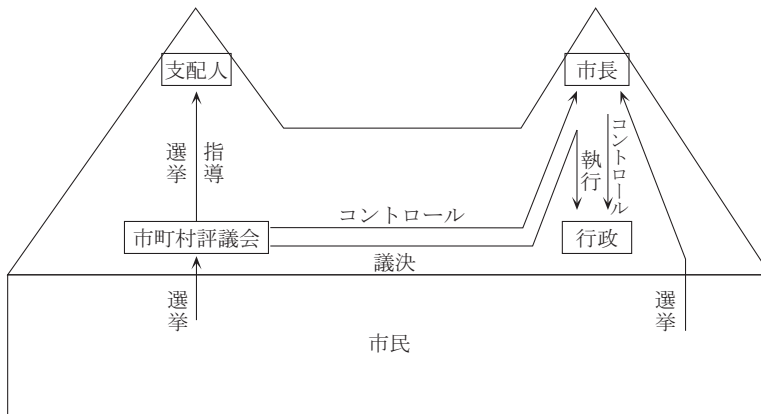 支配人
市長
選挙
指導
執行
コントロール
コントロール
市町村評議会
行政
議決
選挙
選挙
市民